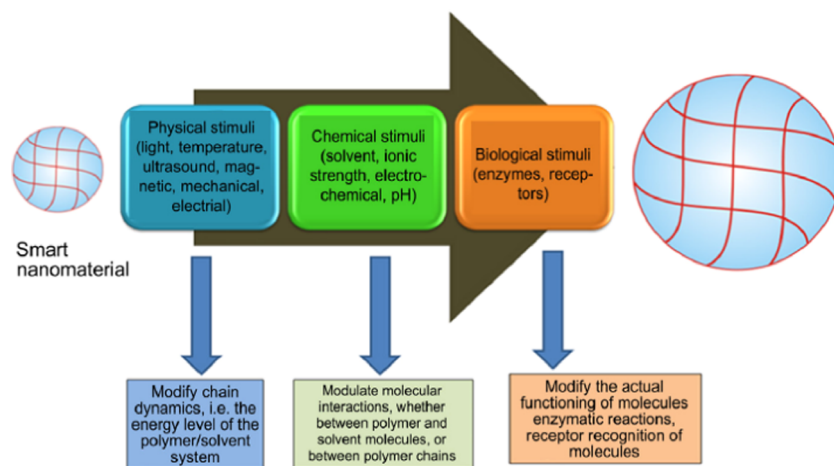 Physical stimuli
(light, temperature,
ultrasound, mag-
netic, mechanical,
electrial)
Chemical stimuli
(solvent, ionic
strength, electro-
chemical, pH)
Biological stimuli
(enzymes, recep-
tors)
Smart
nanomaterial
Modify chain
dynamics, i.e. the
energy level of the
polymer/solvent
system
Modulate molecular
interactions, whether
between polymer and
solvent molecules, or
between polymer chains
Modify the actual
functioning of molecules
enzymatic reactions,
receptor recognition of
molecules